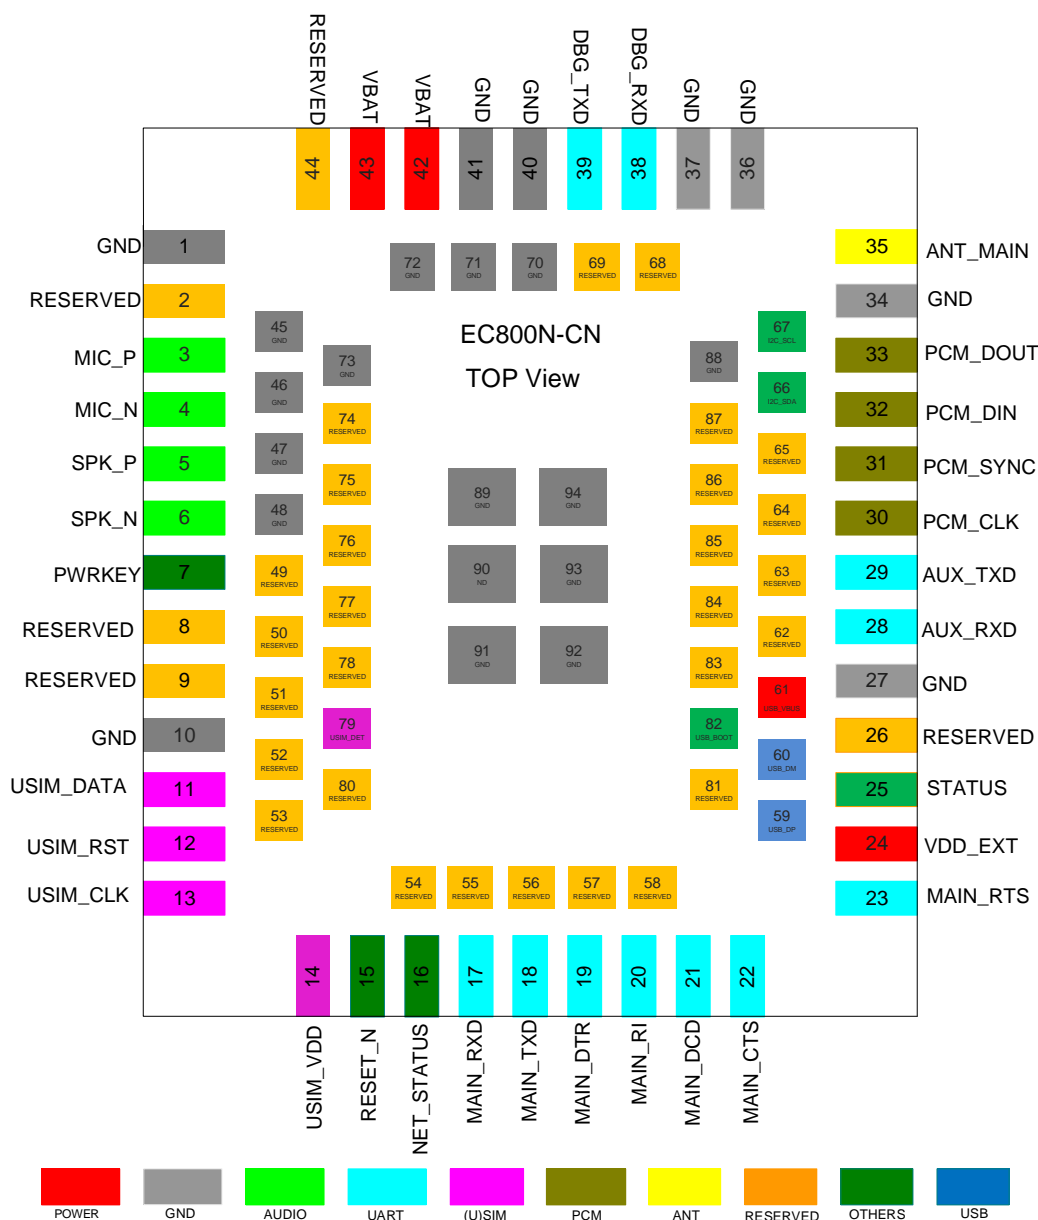 RESERVED
VBAT
VBAT
GND
GND
DBG_TXD
DBG_RXD
GND
GND
44
43
42
41
40
39
38
37
36
GND 1
RESERVED 2
MIC_P 3
MIC_N 4
SPK_P 5
SPK_N 6
PWRKEY 7
RESERVED 8
RESERVED 9
GND 10
USIM_DATA 11
USIM_RST 12
USIM_CLK 13
72
GND
71
GND
70
GND
69
RESERVED
68
RESERVED
EC800N-CN
TOP View
45
GND
46
GND
47
GND
48
GND
49
RESERVED
50
RESERVED
51
RESERVED
52
RESERVED
53
RESERVED
73
GND
74
RESERVED
75
RESERVED
76
RESERVED
77
RESERVED
78
RESERVED
79
USIM_DET
80
RESERVED
89
GND
94
GND
90
ND
93
GND
91
GND
92
GND
88
GND
87
RESERVED
86
RESERVED
85
RESERVED
84
RESERVED
83
RESERVED
82
USB_BOOT
81
RESERVED
67
I2C_SCL
66
I2C_SDA
65
RESERVED
64
RESERVED
63
RESERVED
62
RESERVED
61
USB_VBUS
60
USB_DM
59
USB_DP
54
RESERVED
55
RESERVED
56
RESERVED
57
RESERVED
58
RESERVED
35 ANT_MAIN
34 GND
33 PCM_DOUT
32 PCM_DIN
31 PCM_SYNC
30 PCM_CLK
29 AUX_TXD
28 AUX_RXD
27 GND
26 RESERVED
25 STATUS
24 VDD_EXT
23 MAIN_RTS
14
15
16
17
18
19
20
21
22
USIM_VDD
RESET_N
NET_STATUS
MAIN_RXD
MAIN_TXD
MAIN_DTR
MAIN_RI
MAIN_DCD
MAIN_CTS
POWER
GND
AUDIO
UART
(U)SIM
PCM
ANT
RESERVED
OTHERS
USB